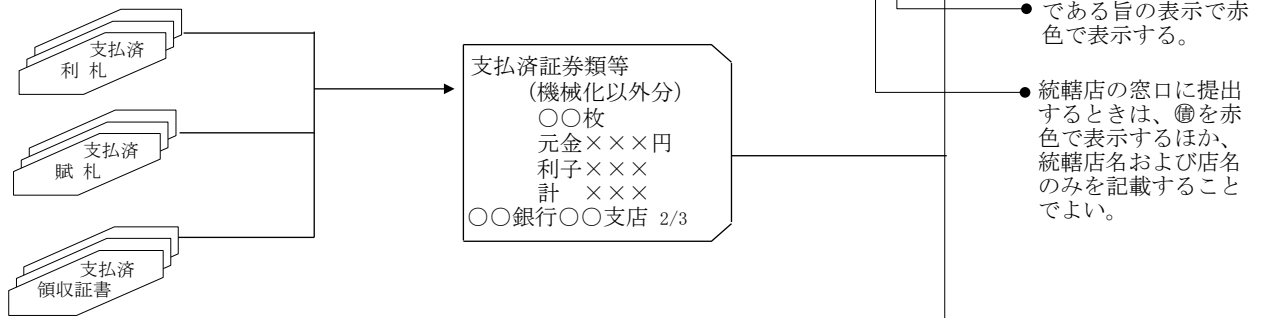 支払済
利 札
支払済
賦 札
支払済
領収証書
支払済証券類等
(機械化以外分)
○○枚
元金×××円
利子×××
計 ×××
○○銀行○○支店 2/3
● である旨の表示で赤
色で表示する。
● 統轄店の窓口に提出
するときは、㊎を赤
色で表示するほか、
統轄店名および店名
のみを記載すること
でよい。